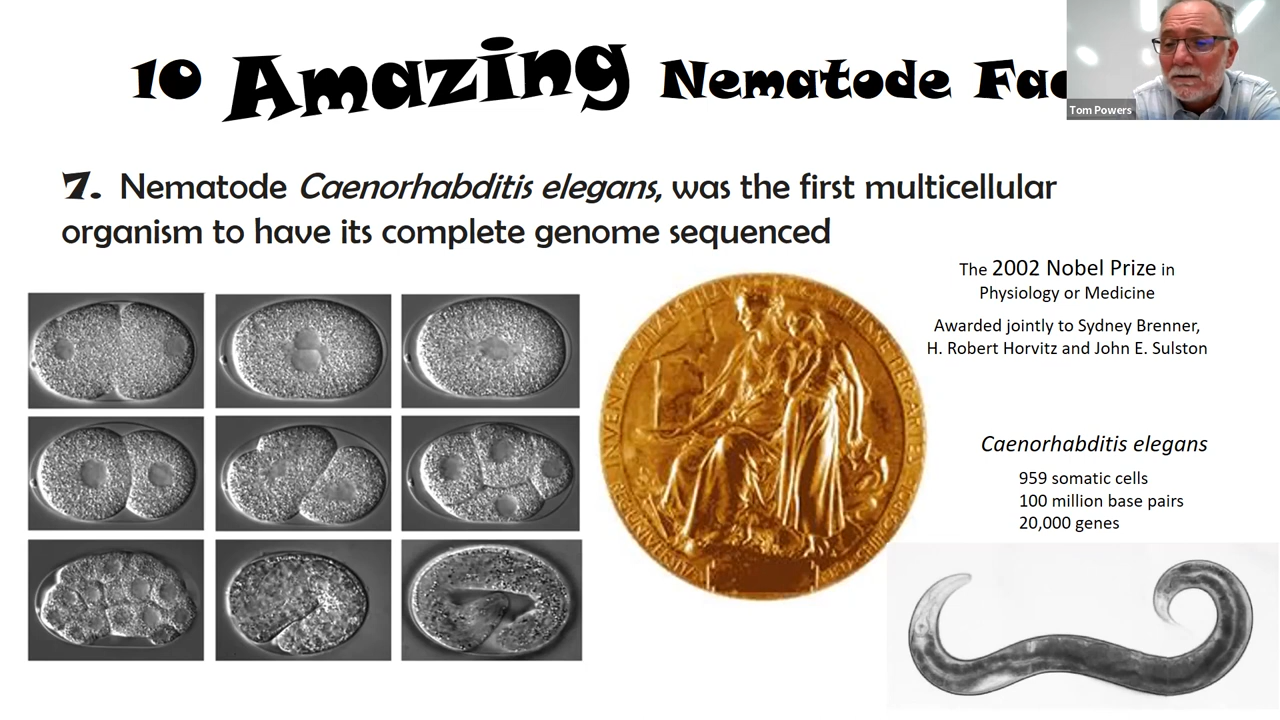 10 Amazing Nematode Fac
Tom Powers
7. Nematode Caenorhabditis elegans, was the first multicellular
organism to have its complete genome sequenced
The 2002 Nobel Prize in
Physiology or Medicine
Awarded jointly to Sydney Brenner,
H. Robert Horvitz and John E. Sulston
Caenorhabditis elegans
959 somatic cells
100 million base pairs
20,000 genes